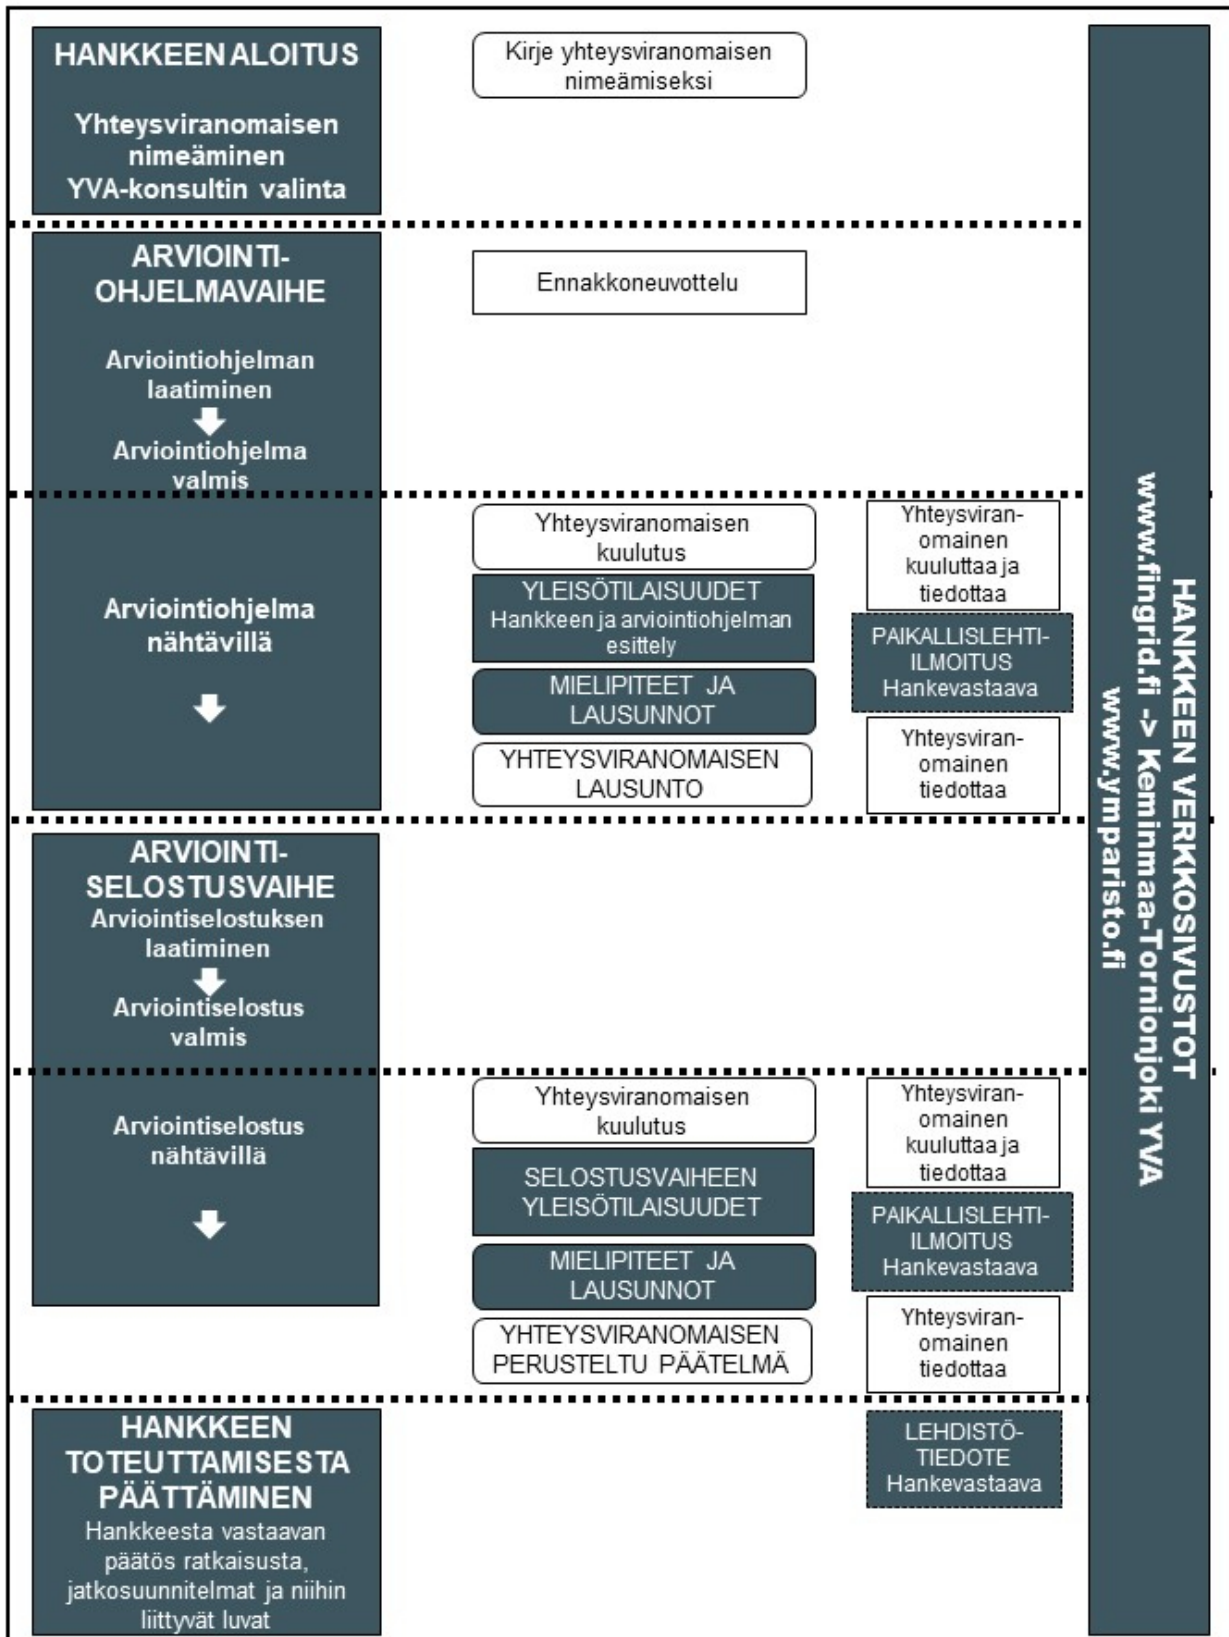 HANKKEEN ALOITUS
Yhteysviranomaisen
nimeäminen
YVA-konsultin valinta
Kirje yhteysviranomaisen
nimeämiseksi
ARVIOINTI-
OHJELMAVAIHE
Arviointiohjelman
laatiminen
Arviointiohjelma
valmis
Ennakkoneuvottelu
Arviointiohjelma
nähtävillä
Yhteysviranomaisen
kuulutus
YLEISÖTILAISUUDET
Hankkeen ja arviointiohjelman
esittely
MIELIPITEET JA
LAUSUNNOT
YHTEYSVIRANOMAISEN
LAUSUNTO
Yhteysviran-
omainen
kuuluttaa ja
tiedottaa
PAIKALLISLEHTI-
ILMOITUS
Hankevastaava
Yhteysviran-
omainen
tiedottaa
ARVIOINTI-
SELOSTUSVAIHE
Arviointiselostuksen
laatiminen
Arviointiselostus
valmis
Arviointiselostus
nähtävillä
Yhteysviranomaisen
kuulutus
SELOSTUSVAIHEEN
YLEISÖTILAISUUDET
MIELIPITEET JA
LAUSUNNOT
YHTEYSVIRANOMAISEN
PERUSTELTU PÄÄTELMÄ
Yhteysviran-
omainen
kuuluttaa ja
tiedottaa
PAIKALLISLEHTI-
ILMOITUS
Hankevastaava
Yhteysviran-
omainen
tiedottaa
HANKKEEN
TOTEUTTAMISESTA
PÄÄTTÄMINEN
Hankkeesta vastaavan
päätös ratkaisusta,
jatkosuunnitelmat ja niihin
liittyvät luvat
LEHDISTÖ-
TIEDOTE
Hankevastaava
HANKKEEN VERKKOSIVUSTOT
www.fingrid.fi -> Keminmaa-Tornionjoki YVA
www.ymparisto.fi